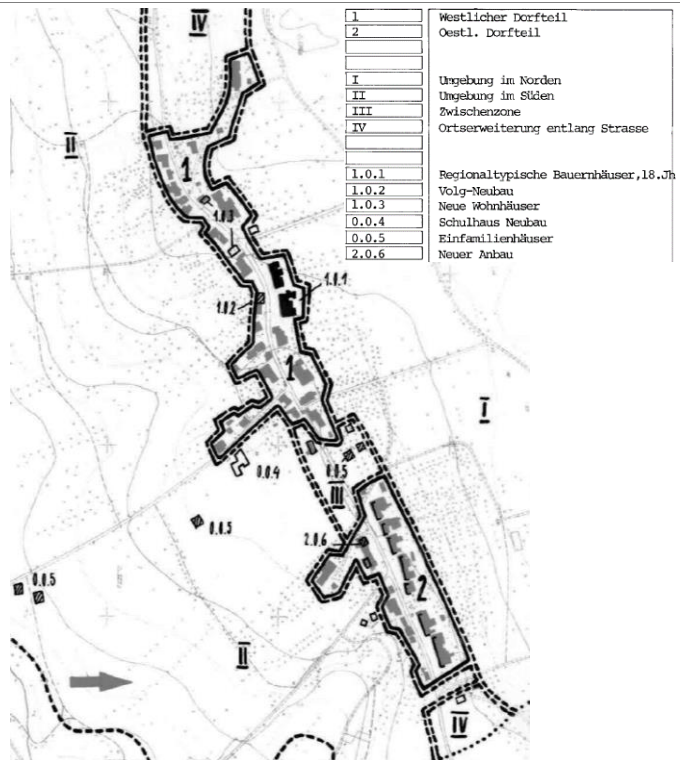 1 Westlicher Dorfteil
2 Oestl. Dorfteil
I Umgebung im Norden
II Umgebung im Süden
III Zwischenzone
IV Ortserweiterung entlang Strasse
1.0.1 Regionaltypische Bauernhäuser,18.Jh
1.0.2 Volg-Neubau
1.0.3 Neue Wohnhäuser
0.0.4 Schulhaus Neubau
0.0.5 Einfamilienhäuser
2.0.6 Neuer Anbau
IV
II
1
1.0.3
1.0.1
1.0.2
1
I
0.0.4
0.0.5
III
0.0.5
2.0.6
0.0.5
2
II
IV